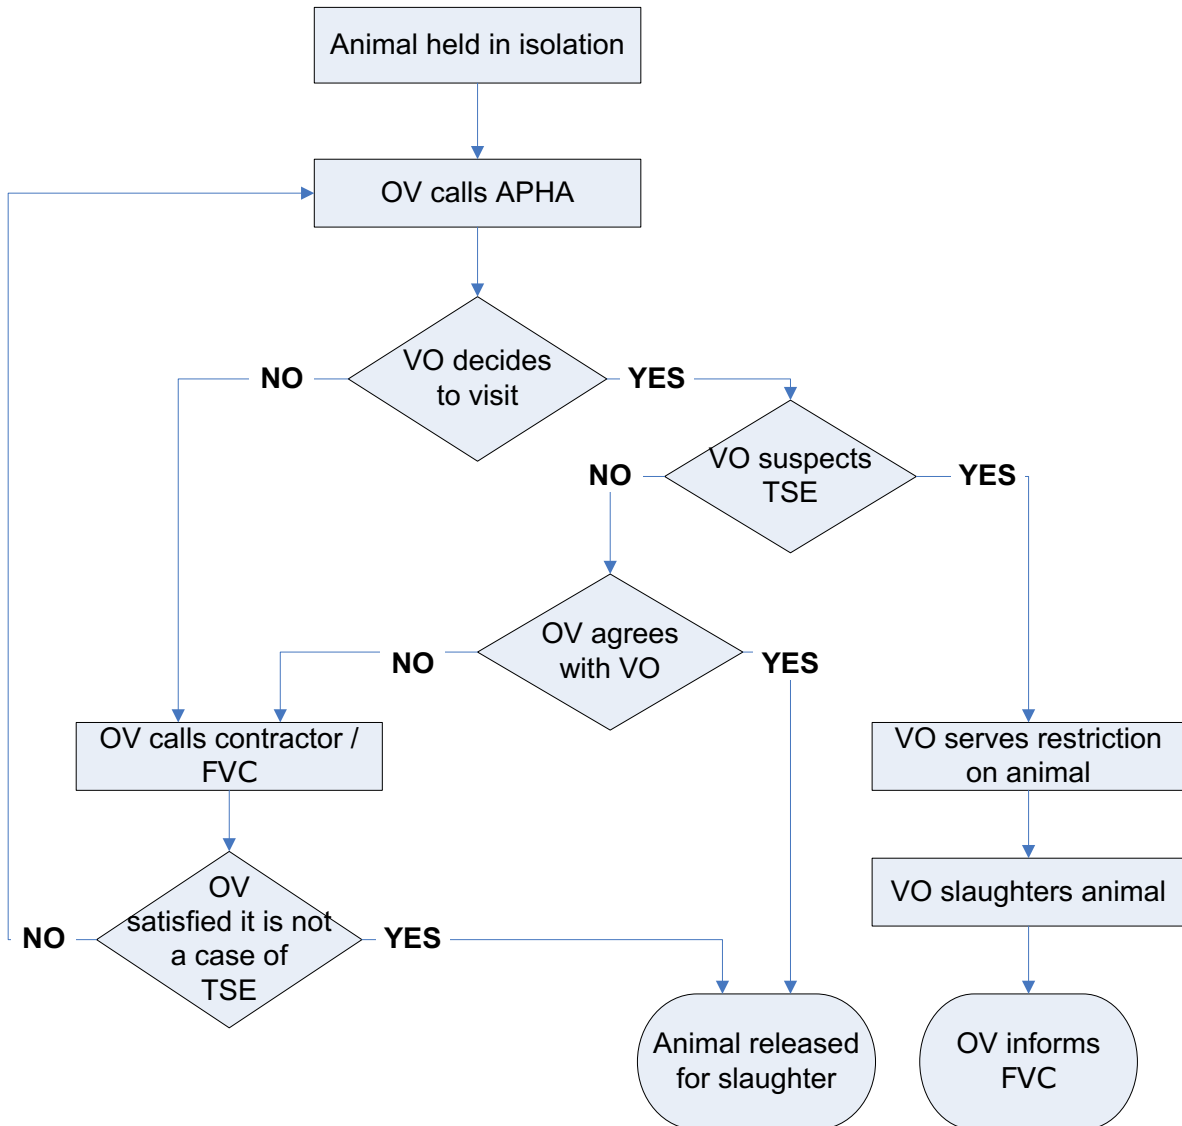 Animal held in isolation
OV calls APHA
VO decides
to visit
NO
YES
VO suspects
TSE
NO
YES
OV agrees
with VO
NO
YES
OV calls contractor /
FVC
VO serves restriction
on animal
OV
satisfied it is not
a case of
TSE
NO
YES
VO slaughters animal
Animal released
for slaughter
OV informs
FVC